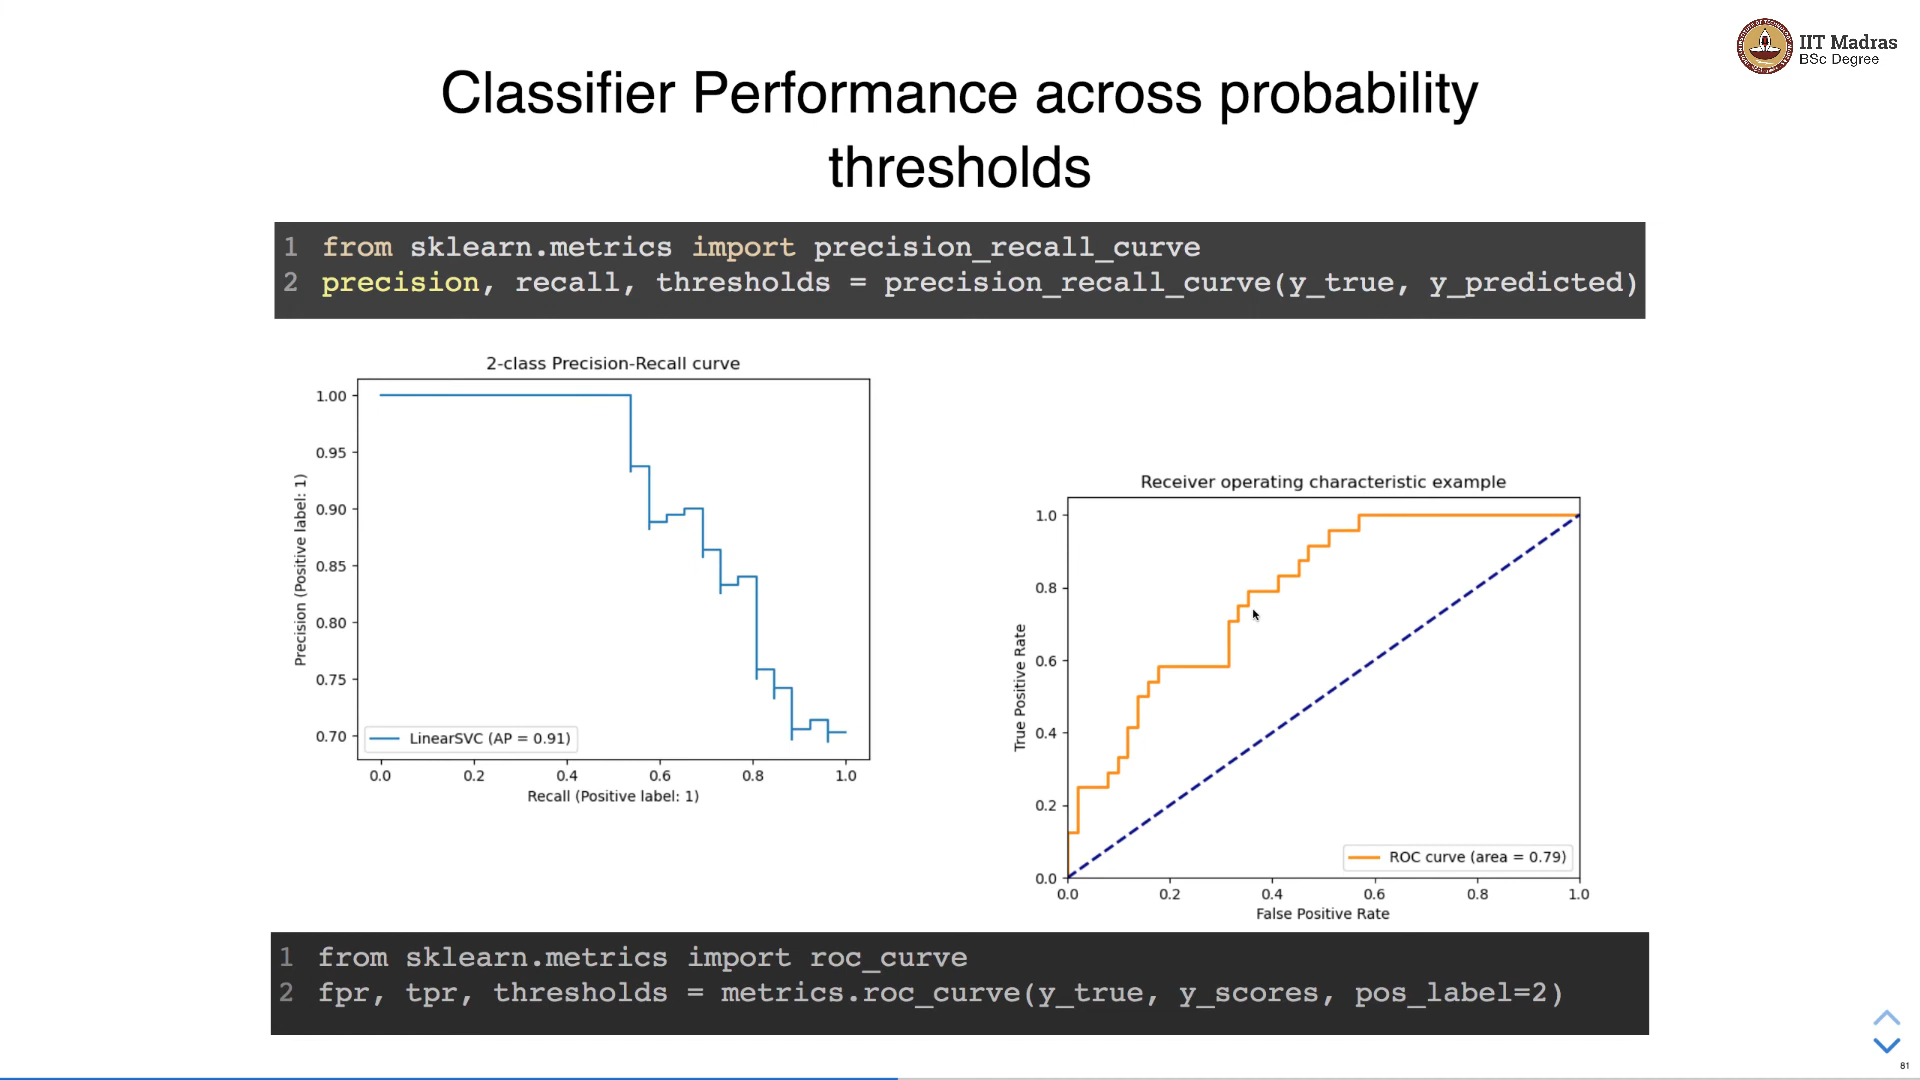 IIT Madras
BSc Degree
Classifier Performance across probability
thresholds
1 from sklearn.metrics import precision_recall_curve
2 precision, recall, thresholds = precision_recall_curve(y_true, y_predicted)
2-class Precision-Recall curve
1.00
0.95
0.90
0.85
0.80
0.75
0.70
Precision (Positive label: 1)
LinearSVC (AP = 0.91)
0.0 0.2 0.4 0.6 0.8 1.0
Recall (Positive label: 1)
Receiver operating characteristic example
1.0
0.8
0.6
0.4
0.2
0.0
True Positive Rate
ROC curve (area = 0.79)
0.0 0.2 0.4 0.6 0.8 1.0
False Positive Rate
1 from sklearn.metrics import roc_curve
2 fpr, tpr, thresholds = metrics.roc_curve(y_true, y_scores, pos_label=2)
81